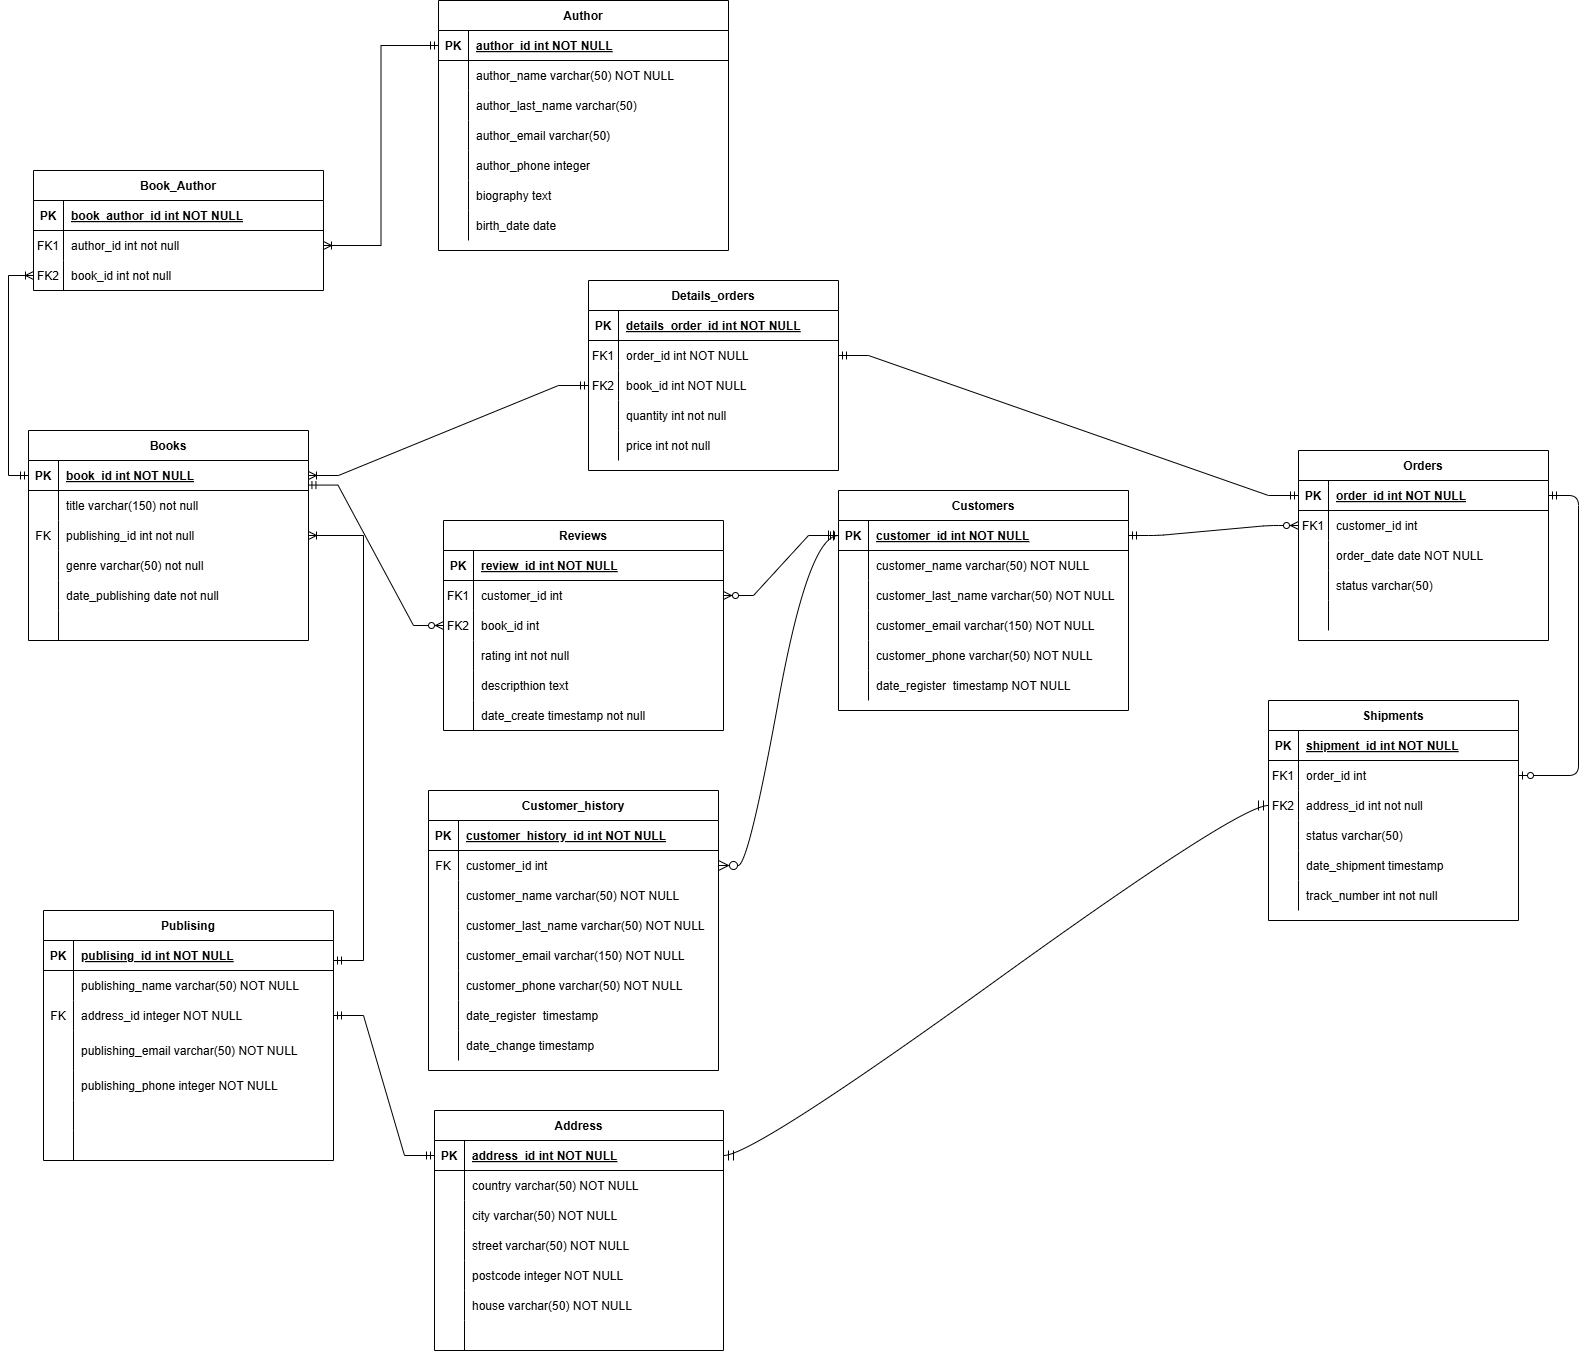 Author
PK author_id int NOT NULL
author_name varchar(50) NOT NULL
author_last_name varchar(50)
author_email varchar(50)
author_phone integer
biography text
birth_date date
Book_Author
PK book_author_id int NOT NULL
FK1 author_id int not null
FK2 book_id int not null
Details_orders
PK details_order_id int NOT NULL
FK1 order_id int NOT NULL
FK2 book_id int NOT NULL
quantity int not null
price int not null
Books
PK book_id int NOT NULL
title varchar(150) not null
FK publishing_id int not null
genre varchar(50) not null
date_publishing date not null
Reviews
PK review_id int NOT NULL
FK1 customer_id int
FK2 book_id int
rating int not null
descripthion text
date_create timestamp not null
Customers
PK customer_id int NOT NULL
customer_name varchar(50) NOT NULL
customer_last_name varchar(50) NOT NULL
customer_email varchar(150) NOT NULL
customer_phone varchar(50) NOT NULL
date_register timestamp NOT NULL
Orders
PK order_id int NOT NULL
FK1 customer_id int
order_date date NOT NULL
status varchar(50)
Shipments
PK shipment_id int NOT NULL
FK1 order_id int
FK2 address_id int not null
status varchar(50)
date_shipment timestamp
track_number int not null
Customer_history
PK customer_history_id int NOT NULL
FK customer_id int
customer_name varchar(50) NOT NULL
customer_last_name varchar(50) NOT NULL
customer_email varchar(150) NOT NULL
customer_phone varchar(50) NOT NULL
date_register timestamp
date_change timestamp
Publising
PK publising_id int NOT NULL
publishing_name varchar(50) NOT NULL
FK address_id integer NOT NULL
publishing_email varchar(50) NOT NULL
publishing_phone integer NOT NULL
Address
PK address_id int NOT NULL
country varchar(50) NOT NULL
city varchar(50) NOT NULL
street varchar(50) NOT NULL
postcode integer NOT NULL
house varchar(50) NOT NULL